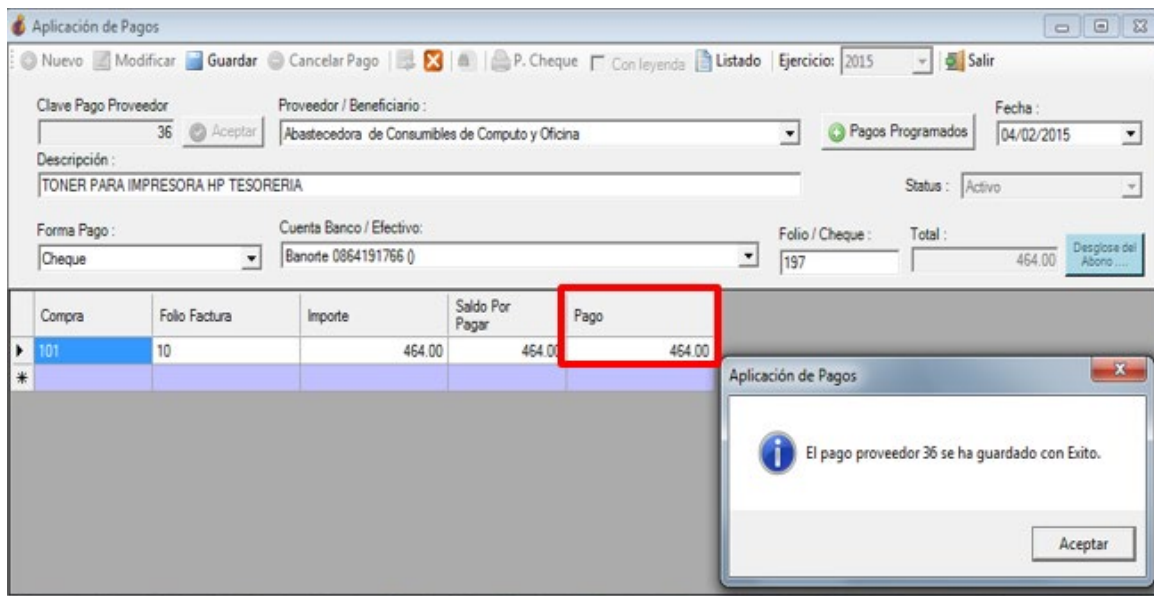 Aplicación de Pagos
Nuevo Modificar Guardar Cancelar Pago P. Cheque Con leyenda Listado Ejercicio: 2015 Salir
Clave Pago Proveedor Proveedor / Beneficiario : Fecha :
36 Aceptar Abastecedora de Consumibles de Computo y Oficina Pagos Programados 04/02/2015
Descripción :
TONER PARA IMPRESORA HP TESORERIA Status : Activo
Forma Pago : Cuenta Banco / Efectivo: Folio / Cheque : Total :
Cheque Banorte 0864191766 () 197 464.00 Desglose del Abono ....
Compra Folio Factura Importe Saldo Por Pagar Pago
101 10 464.00 464.00 464.00
Aplicación de Pagos
El pago proveedor 36 se ha guardado con Exito.
Aceptar